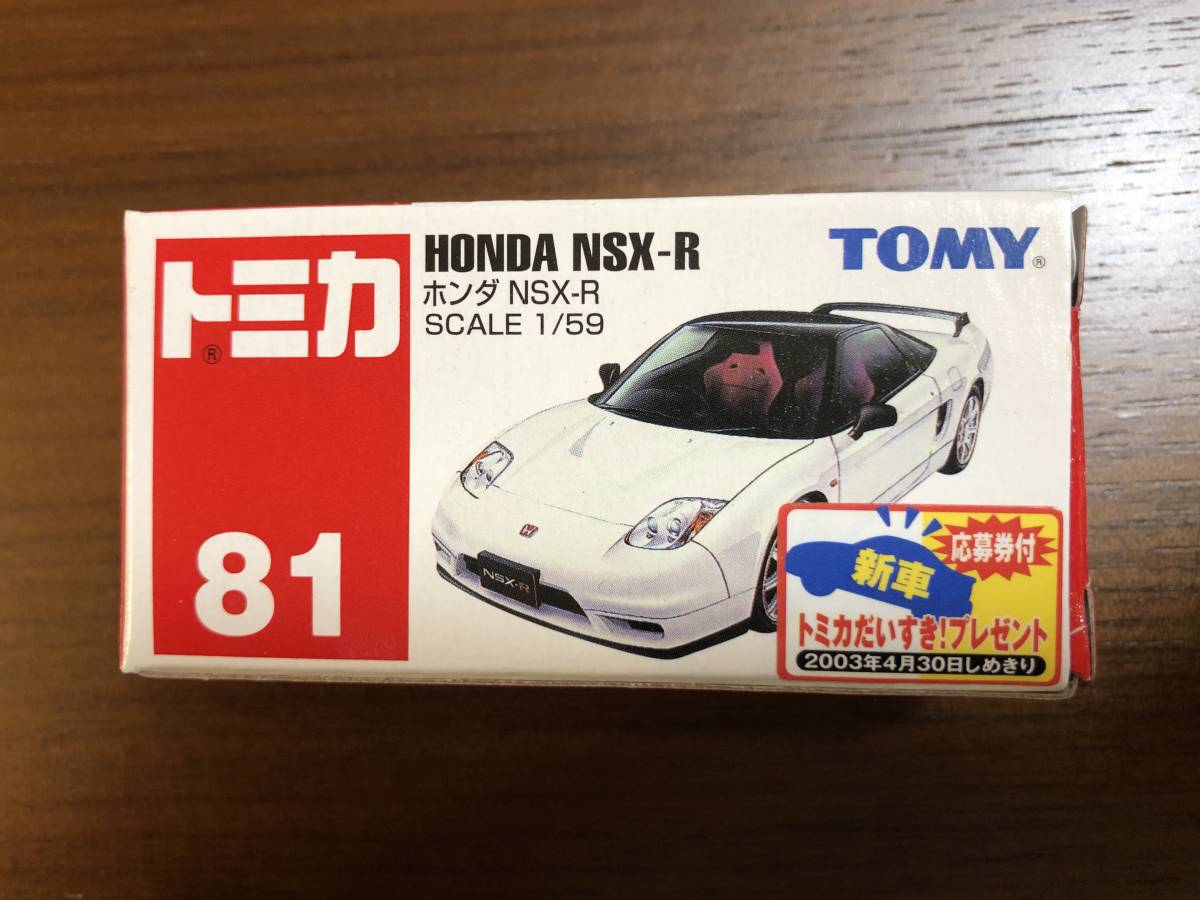 トミカ®
81
HONDA NSX-R
ホンダ NSX-R
SCALE 1/59
TOMY®
NSX-R
応募券付
新車
トミカだいすき!プレゼント
2003年4月30日しめきり